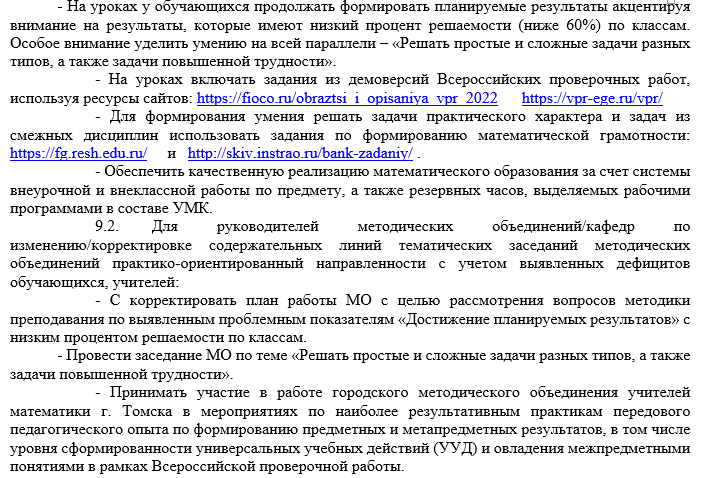 - На уроках у обучающихся продолжать формировать планируемые результаты акцентируя
внимание на результаты, которые имеют низкий процент решаемости (ниже 60%) по классам.
Особое внимание уделить умению на всей параллели – «Решать простые и сложные задачи разных
типов, а также задачи повышенной трудности».
- На уроках включать задания из демоверсий Всероссийских проверочных работ,
используя ресурсы сайтов: https://fioco.ru/obraztsi_i_opisaniya_vpr_2022 https://vpr-ege.ru/vpr/
- Для формирования умения решать задачи практического характера и задач из
смежных дисциплин использовать задания по формированию математической грамотности:
https://fg.resh.edu.ru/ и http://skiv.instrao.ru/bank-zadaniy/ .
- Обеспечить качественную реализацию математического образования за счет системы
внеурочной и внеклассной работы по предмету, а также резервных часов, выделяемых рабочими
программами в составе УМК.
9.2. Для руководителей методических объединений/кафедр по
изменению/корректировке содержательных линий тематических заседаний методических
объединений практико-ориентированный направленности с учетом выявленных дефицитов
обучающихся, учителей:
- С корректировать план работы МО с целью рассмотрения вопросов методики
преподавания по выявленным проблемным показателям «Достижение планируемых результатов» с
низким процентом решаемости по классам.
- Провести заседание МО по теме «Решать простые и сложные задачи разных типов, а также
задачи повышенной трудности».
- Принимать участие в работе городского методического объединения учителей
математики г. Томска в мероприятиях по наиболее результативным практикам передового
педагогического опыта по формированию предметных и метапредметных результатов, в том числе
уровня сформированности универсальных учебных действий (УУД) и овладения межпредметными
понятиями в рамках Всероссийской проверочной работы.